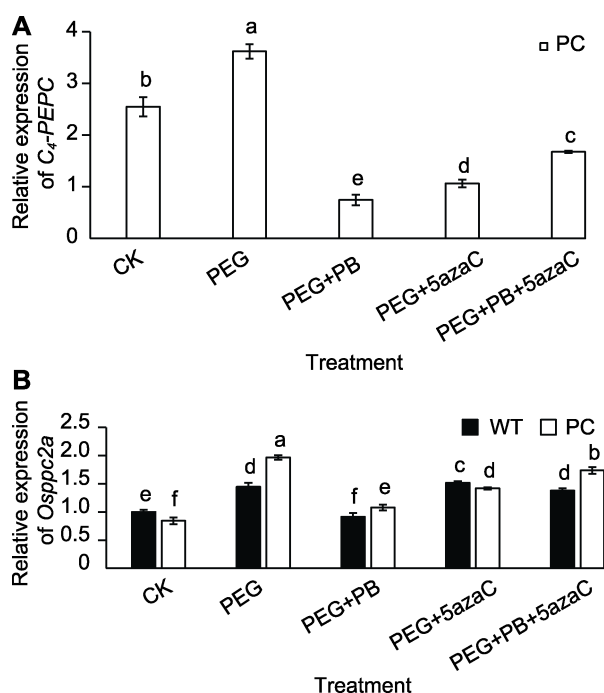 A
Relative expression
of C₄-PEPC
4
3
2
1
0
b
a
e
d
c
PC
CK
PEG
PEG+PB
PEG+5azaC
PEG+PB+5azaC
Treatment
B
Relative expression
of Osppc2a
2.5
2.0
1.5
1.0
0.5
0
WT PC
e f d a f e c d d b
CK
PEG
PEG+PB
PEG+5azaC
PEG+PB+5azaC
Treatment